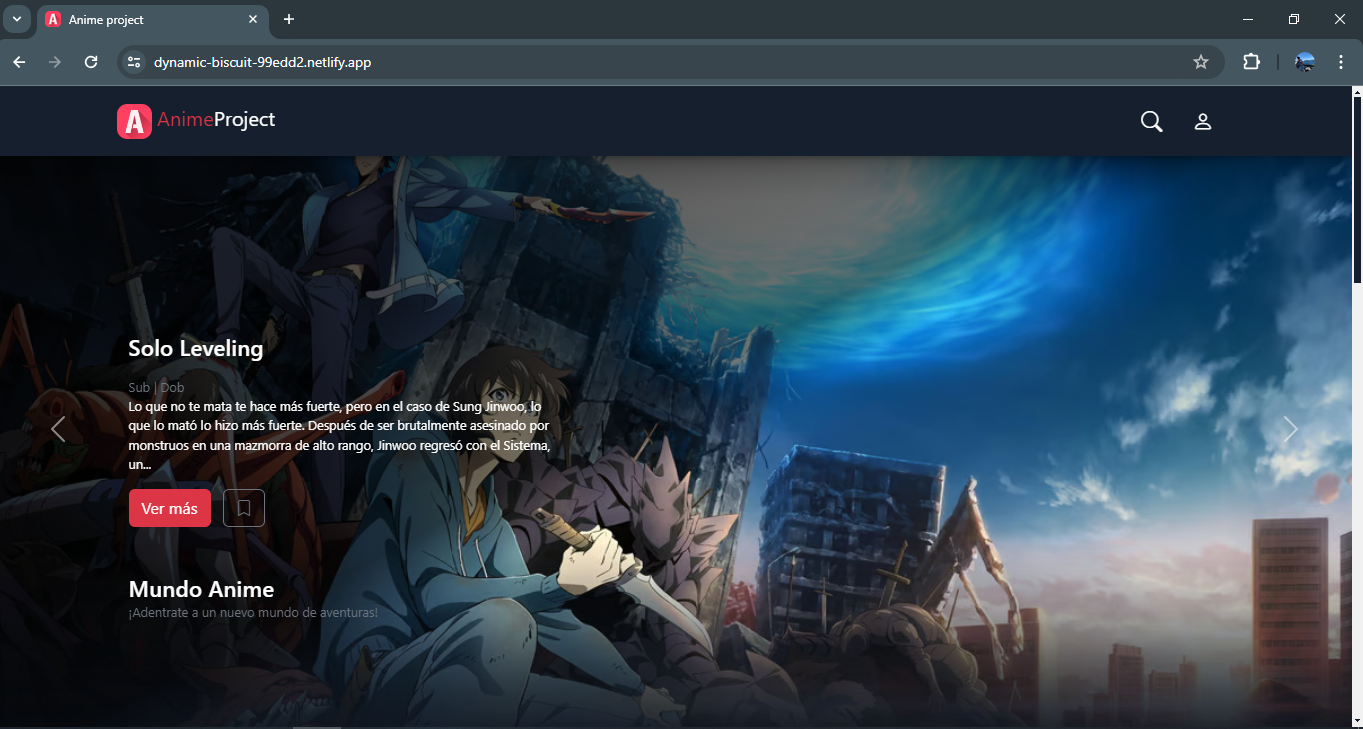 Anime project
dynamic-biscuit-99edd2.netlify.app
A AnimeProject
Solo Leveling
Sub | Dob
Lo que no te mata te hace más fuerte, pero en el caso de Sung Jinwoo, lo
que lo mató lo hizo más fuerte. Después de ser brutalmente asesinado por
monstruos en una mazmorra de alto rango, Jinwoo regresó con el Sistema,
un...
Ver más
Mundo Anime
¡Adentrate a un nuevo mundo de aventuras!